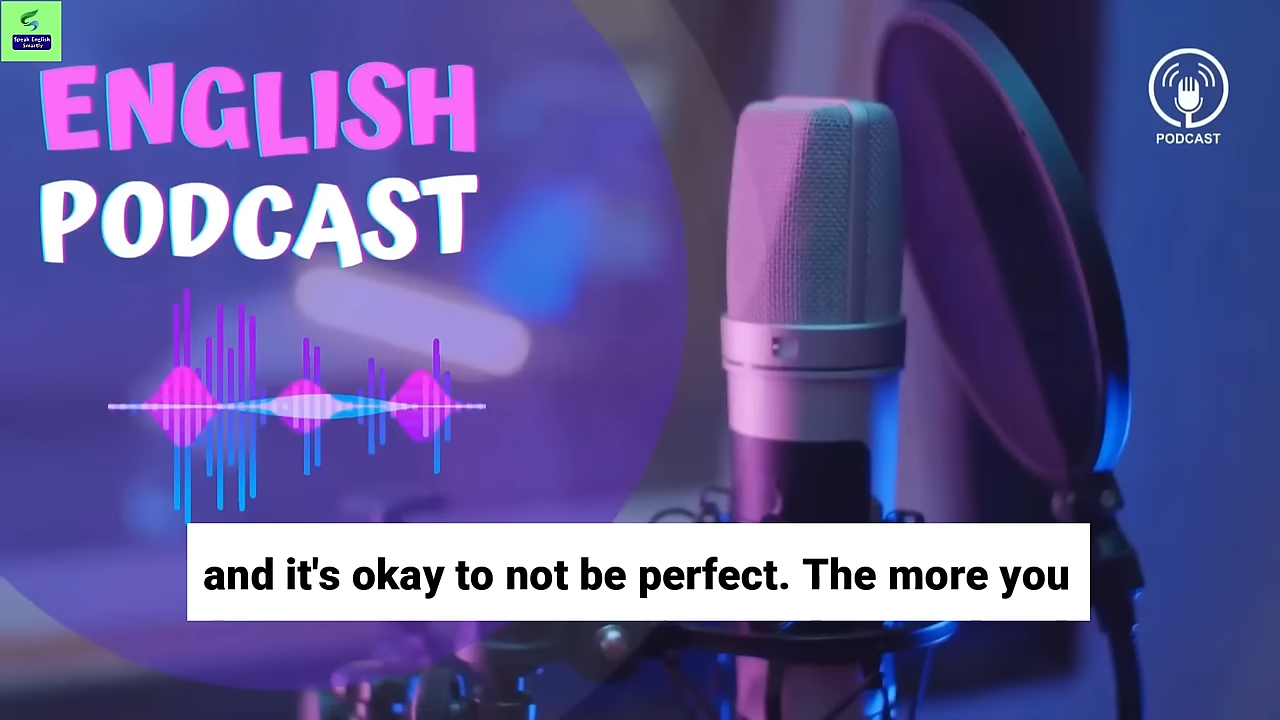 Speak English
Smartly
ENGLISH
PODCAST
PODCAST
and it's okay to not be perfect. The more you